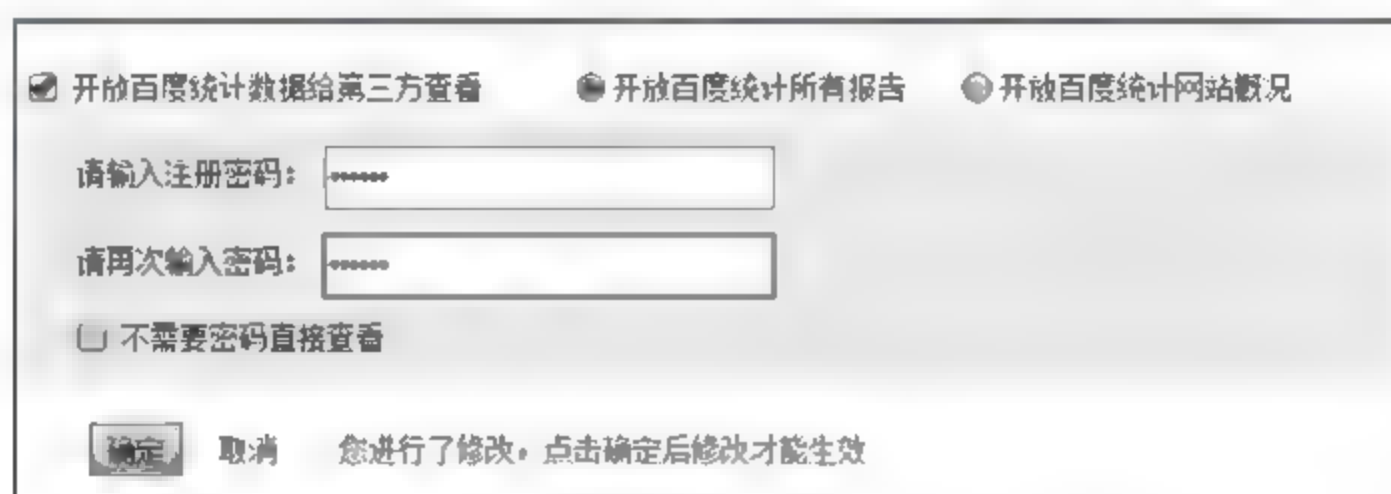 开放百度统计数据给第三方查看 开放百度统计所有报告 开放百度统计网站概况
请输入注册密码： ••••••
请再次输入密码： ••••••
不需要密码直接查看
确定 取消 您进行了修改，点击确定后修改才能生效